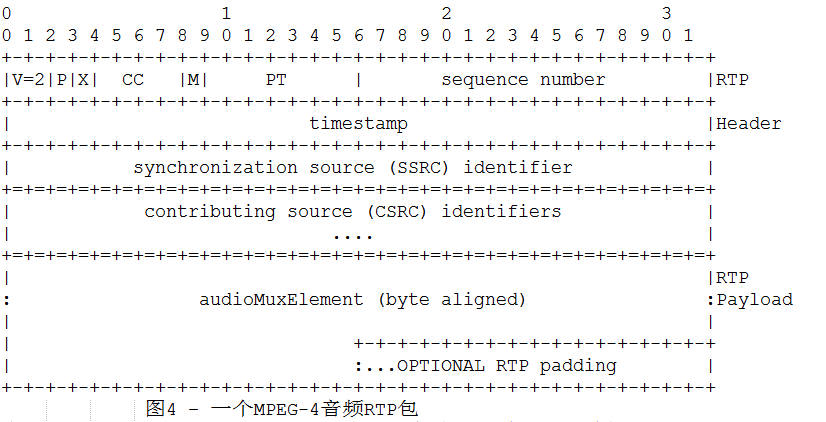 0                   1                   2                   3
0 1 2 3 4 5 6 7 8 9 0 1 2 3 4 5 6 7 8 9 0 1 2 3 4 5 6 7 8 9 0 1
+-+-+-+-+-+-+-+-+-+-+-+-+-+-+-+-+-+-+-+-+-+-+-+-+-+-+-+-+-+-+-+-+
|V=2|P|X|  CC   |M|     PT      |       sequence number         |RTP
+-+-+-+-+-+-+-+-+-+-+-+-+-+-+-+-+-+-+-+-+-+-+-+-+-+-+-+-+-+-+-+-+
|                           timestamp                           |Header
+-+-+-+-+-+-+-+-+-+-+-+-+-+-+-+-+-+-+-+-+-+-+-+-+-+-+-+-+-+-+-+-+
|           synchronization source (SSRC) identifier            |
+=+=+=+=+=+=+=+=+=+=+=+=+=+=+=+=+=+=+=+=+=+=+=+=+=+=+=+=+=+=+=+=+
|            contributing source (CSRC) identifiers             |
|                             ....                              |
+=+=+=+=+=+=+=+=+=+=+=+=+=+=+=+=+=+=+=+=+=+=+=+=+=+=+=+=+=+=+=+=+
|                                                               |RTP
:                 audioMuxElement (byte aligned)                :Payload
|                                                               |
|                               +-+-+-+-+-+-+-+-+-+-+-+-+-+-+-+-+
|                               :...OPTIONAL RTP padding        |
+-+-+-+-+-+-+-+-+-+-+-+-+-+-+-+-+-+-+-+-+-+-+-+-+-+-+-+-+-+-+-+-+
图4 - 一个MPEG-4音频RTP包